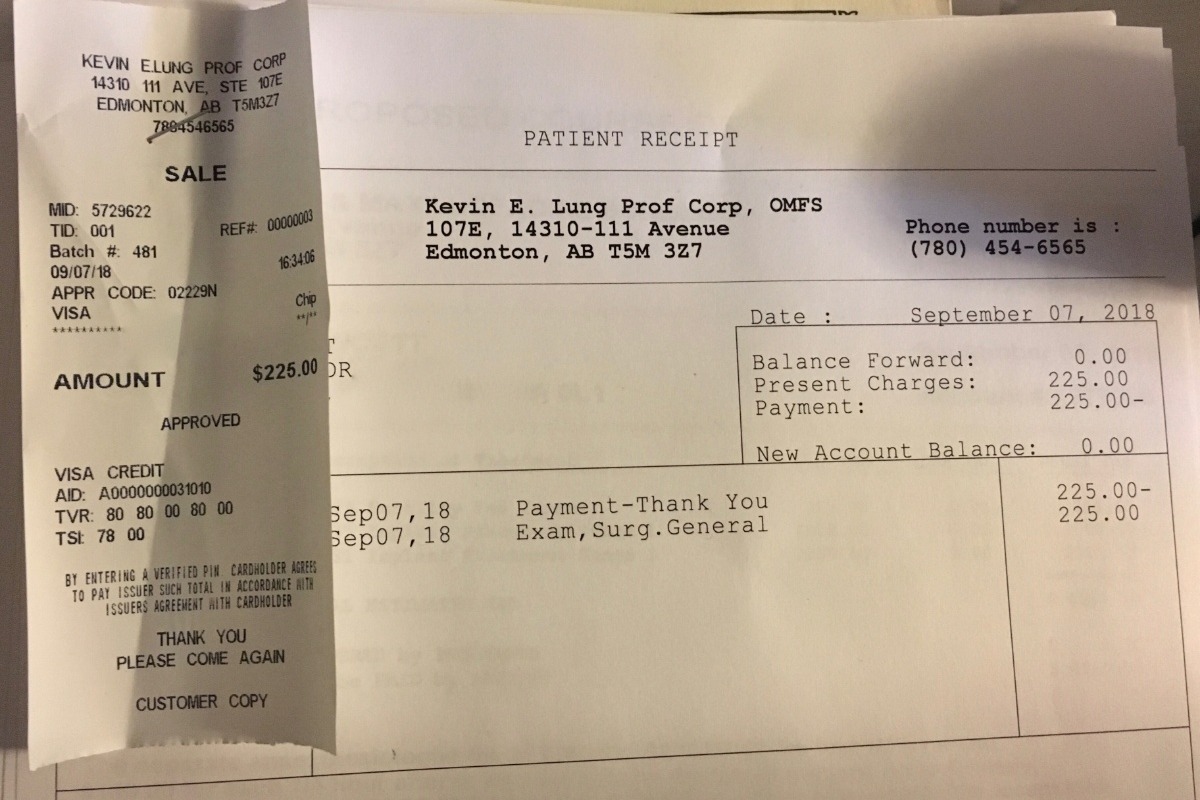 KEVIN E.LUNG PROF CORP
14310 111 AVE, STE 107E
EDMONTON, AB T5M3Z7
7804546565
SALE
MID: 5729622
TID: 001 REF#: 00000003
Batch #: 481
09/07/18 16:34:06
APPR CODE: 02229N
VISA Chip
********** **/**
AMOUNT $225.00
APPROVED
VISA CREDIT
AID: A0000000031010
TVR: 80 80 00 80 00
TSI: 78 00
BY ENTERING A VERIFIED PIN CARDHOLDER AGREES
TO PAY ISSUER SUCH TOTAL IN ACCORDANCE WITH
ISSUERS AGREEMENT WITH CARDHOLDER
THANK YOU
PLEASE COME AGAIN
CUSTOMER COPY
PATIENT RECEIPT
Kevin E. Lung Prof Corp, OMFS
107E, 14310-111 Avenue
Edmonton, AB T5M 3Z7
Phone number is :
(780) 454-6565
Date : September 07, 2018
T
DR
Balance Forward: 0.00
Present Charges: 225.00
Payment: 225.00-
New Account Balance: 0.00
Sep07,18 Payment-Thank You 225.00-
Sep07,18 Exam,Surg.General 225.00